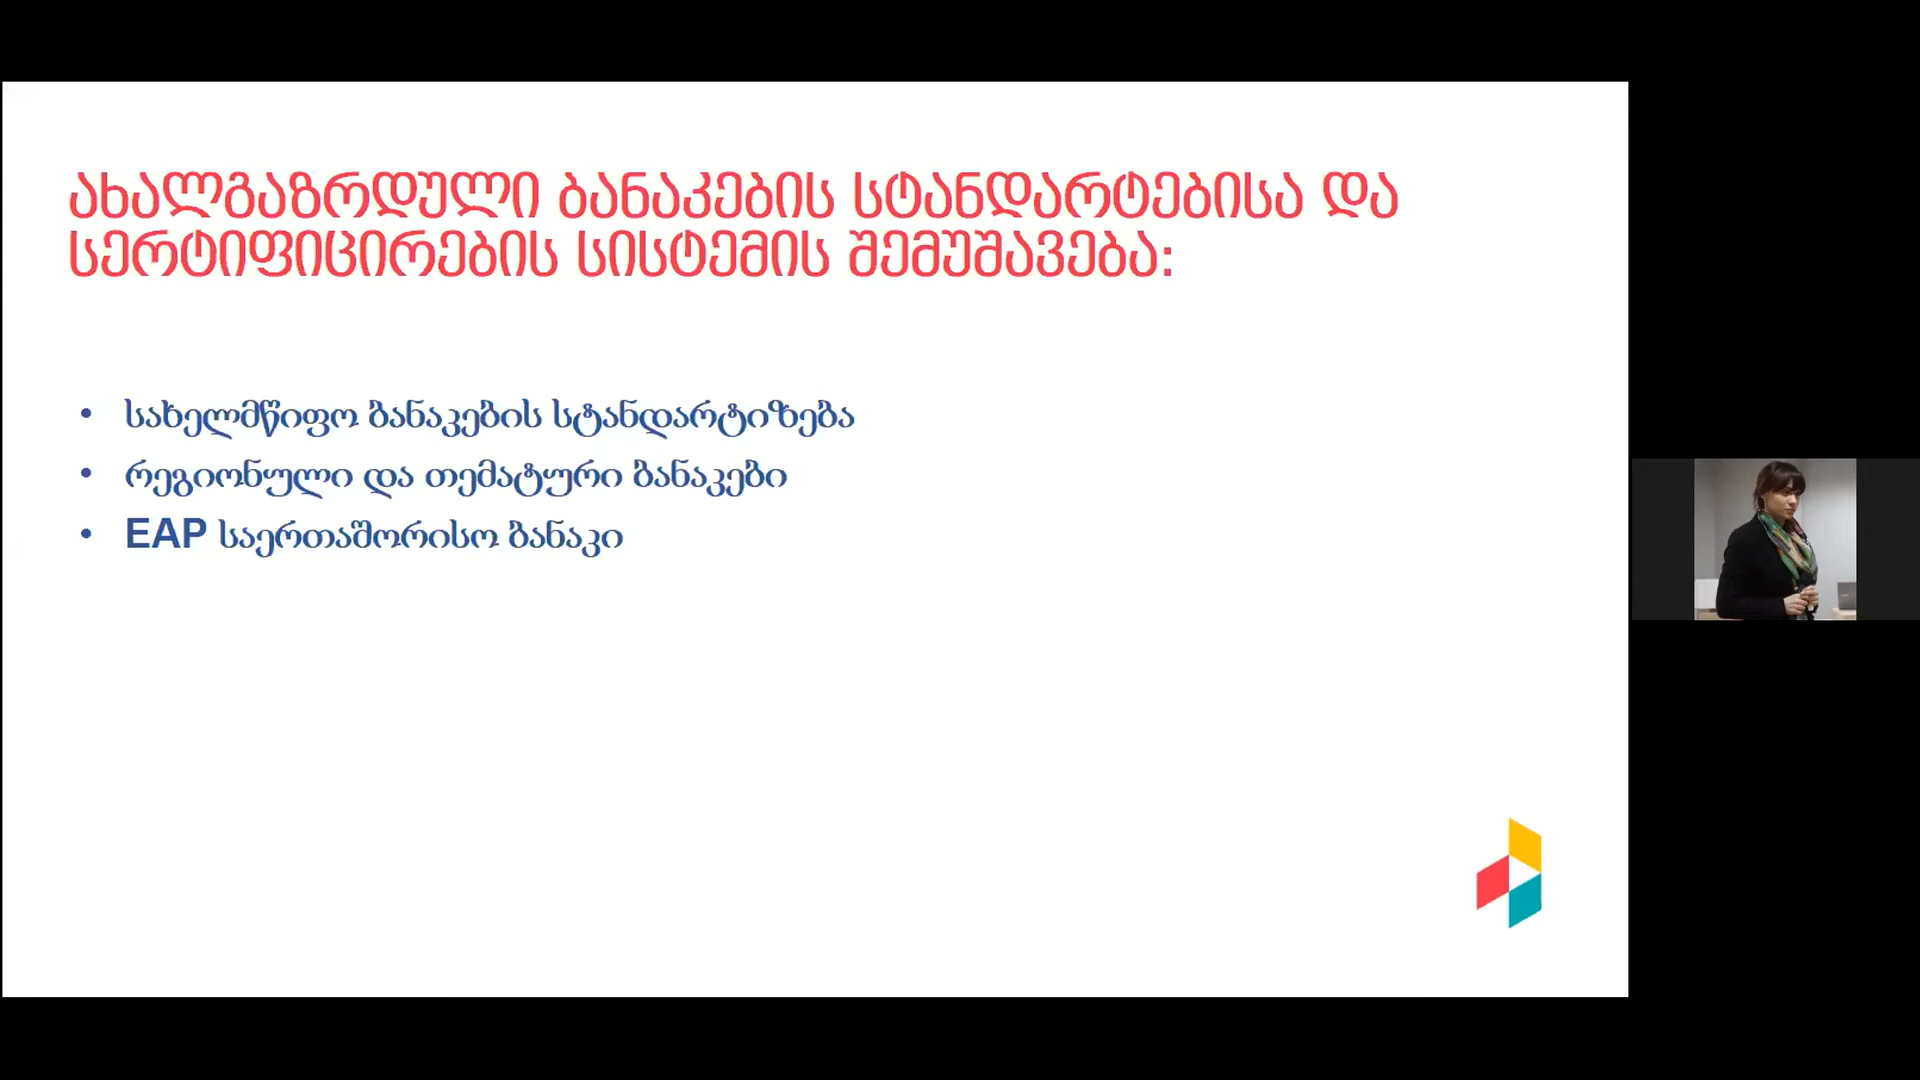 ახალგაზრდული ბანაკების სტანდარტებისა და
სერტიფიცირების სისტემის შემუშავება:
• სახელმწიფო ბანაკების სტანდარტიზება
• რეგიონული და თემატური ბანაკები
• EAP საერთაშორისო ბანაკი